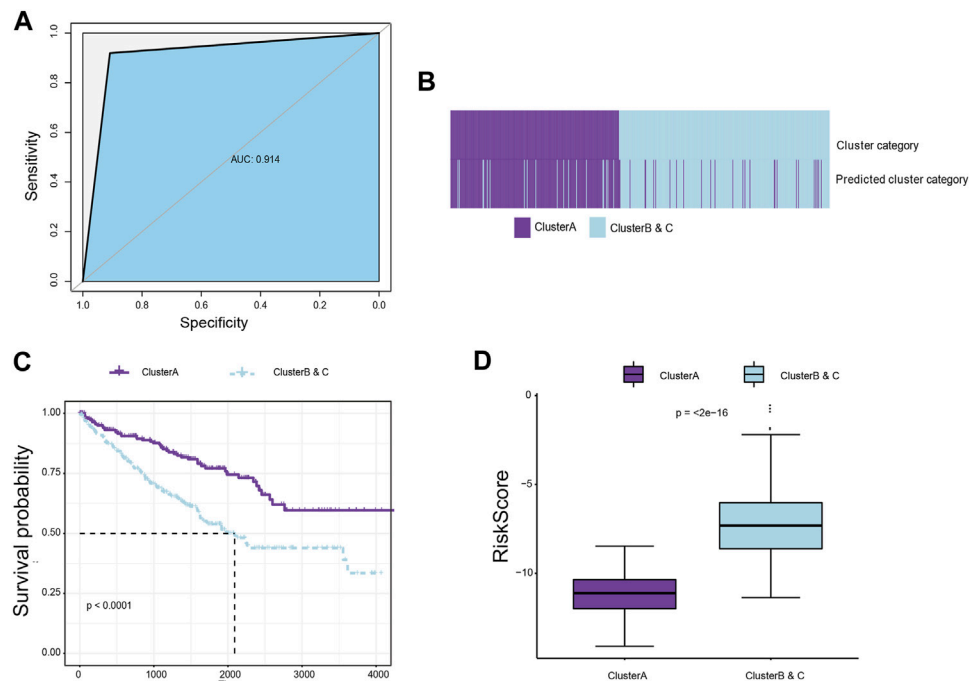 A
1.0
0.8
0.6
0.4
0.2
0.0
Sensitivity
AUC: 0.914
1.0 0.8 0.6 0.4 0.2 0.0
Specificity
B
Cluster category
Predicted cluster category
ClusterA ClusterB & C
C
ClusterA ClusterB & C
1.00
0.75
0.50
0.25
0.00
Survival probability
p < 0.0001
0 1000 2000 3000 4000
D
ClusterA ClusterB & C
0
−5
−10
RiskScore
p = <2e−16
ClusterA ClusterB & C